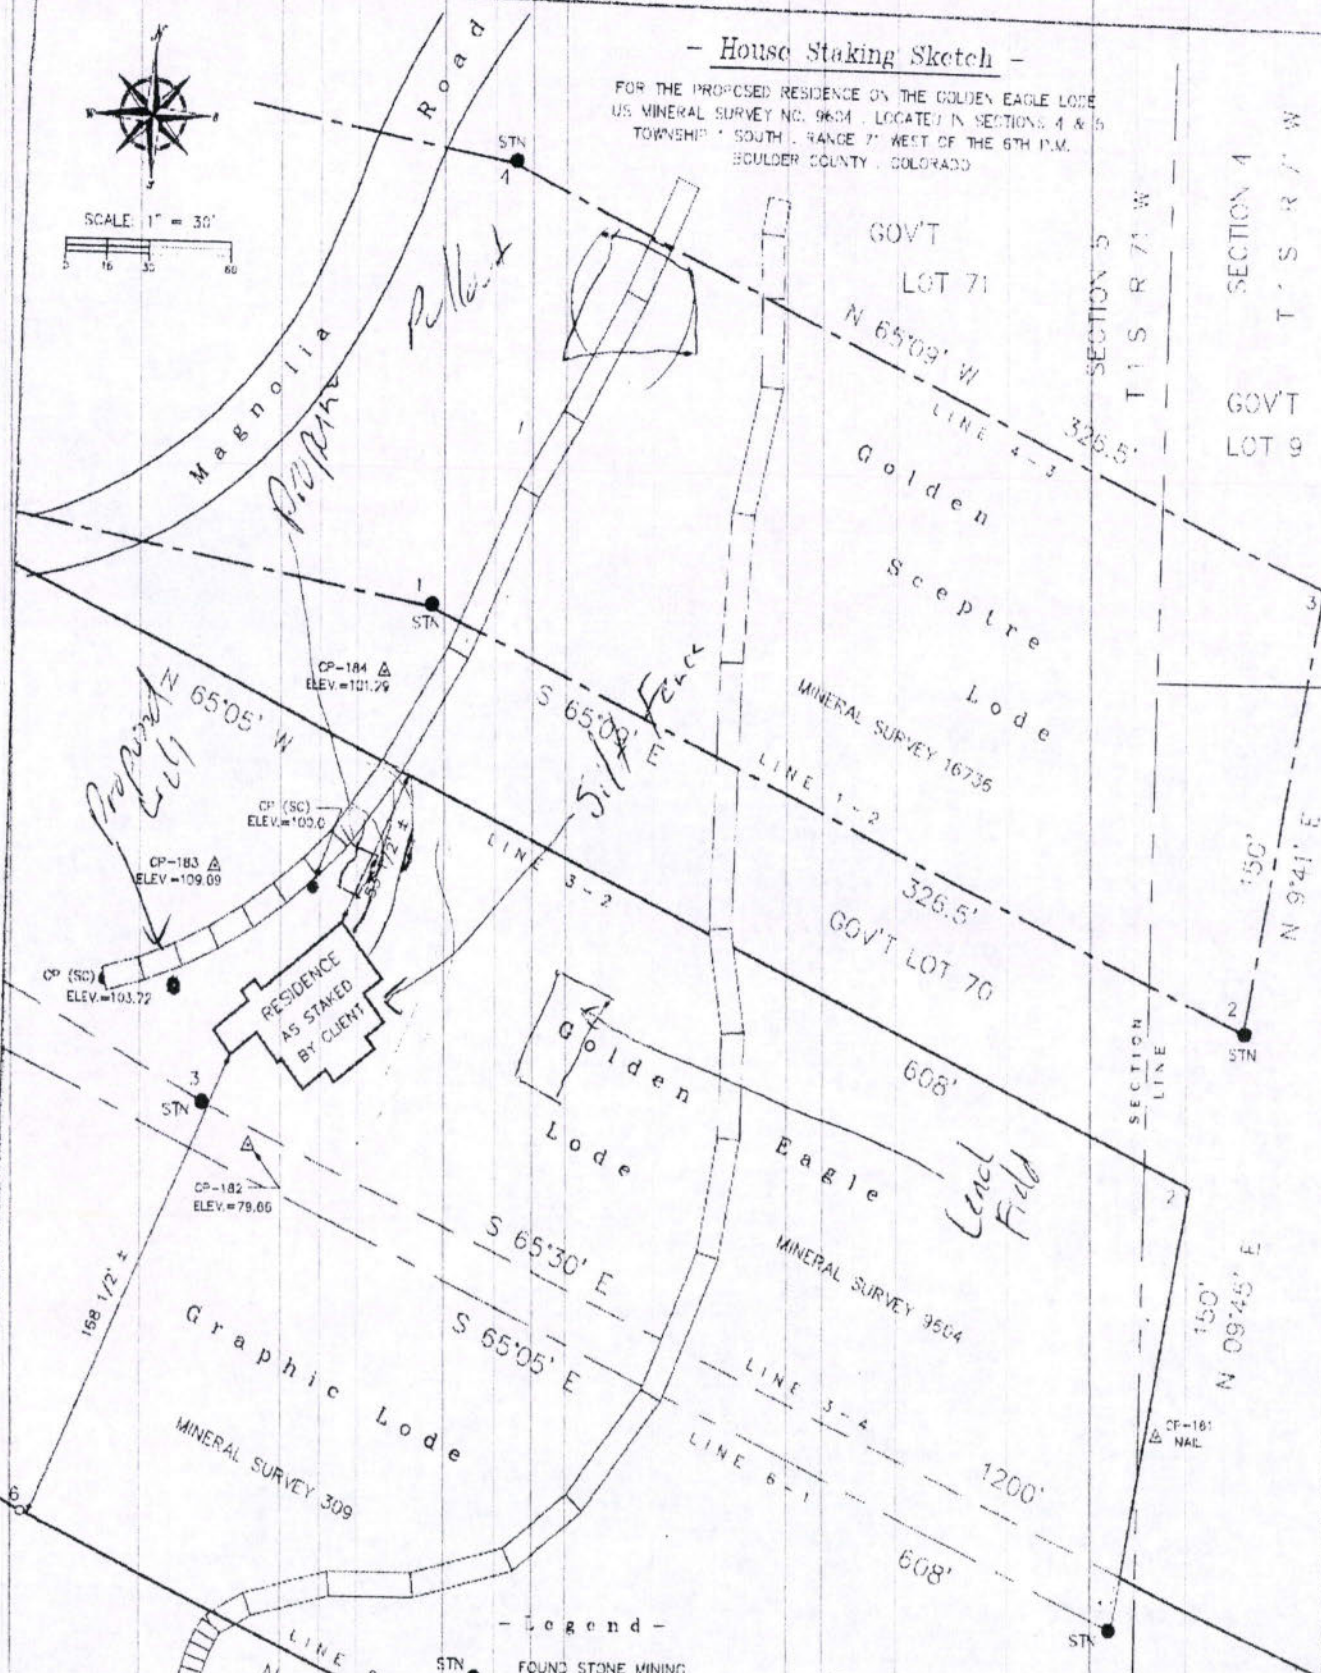 - House Staking Sketch -
FOR THE PROPOSED RESIDENCE ON THE GOLDEN EAGLE LODE
US MINERAL SURVEY NO. 9604 , LOCATED IN SECTIONS 4 & 5
TOWNSHIP 1 SOUTH , RANGE 71 WEST OF THE 6TH P.M.
BOULDER COUNTY , COLORADO
N
W
S
SCALE: 1" = 30'
60
Magnolia Road
STN
4
Pullout
GOV'T
LOT 71
SECTION 5
T 1 S R 71 W
SECTION 4
T 1 S R 71 W
GOV'T
LOT 9
N 65°09' W
LINE 4-3
326.5'
Golden
Sceptre
Lode
MINERAL SURVEY 16736
3
propane
1
STN
CP-184
ELEV.=101.29
N 65°05' W
S 65°09' E
Silt Fence
LINE 1-2
326.5'
GOV'T LOT 70
150'
N 9°41' E
2
STN
Proposed
CP (SC)
ELEV.=100.0
CP-183
ELEV=109.09
LINE 3-2
CP (SC)
ELEV.=103.72
RESIDENCE
AS STAKED
BY CLIENT
608'
SECTION
LINE
3
STN
CP-182
ELEV.=79.66
Golden
Lode
Eagle
Leach
Field
2
MINERAL SURVEY 9604
150'
N 09°45' E
168 1/2' ±
S 65°30' E
S 65°05' E
Graphic Lode
MINERAL SURVEY 309
LINE 3-4
1200'
LINE 6-1
608'
CP-181
NAIL
6
1
STN
- Legend -
LINE
STN
FOUND STONE MINING